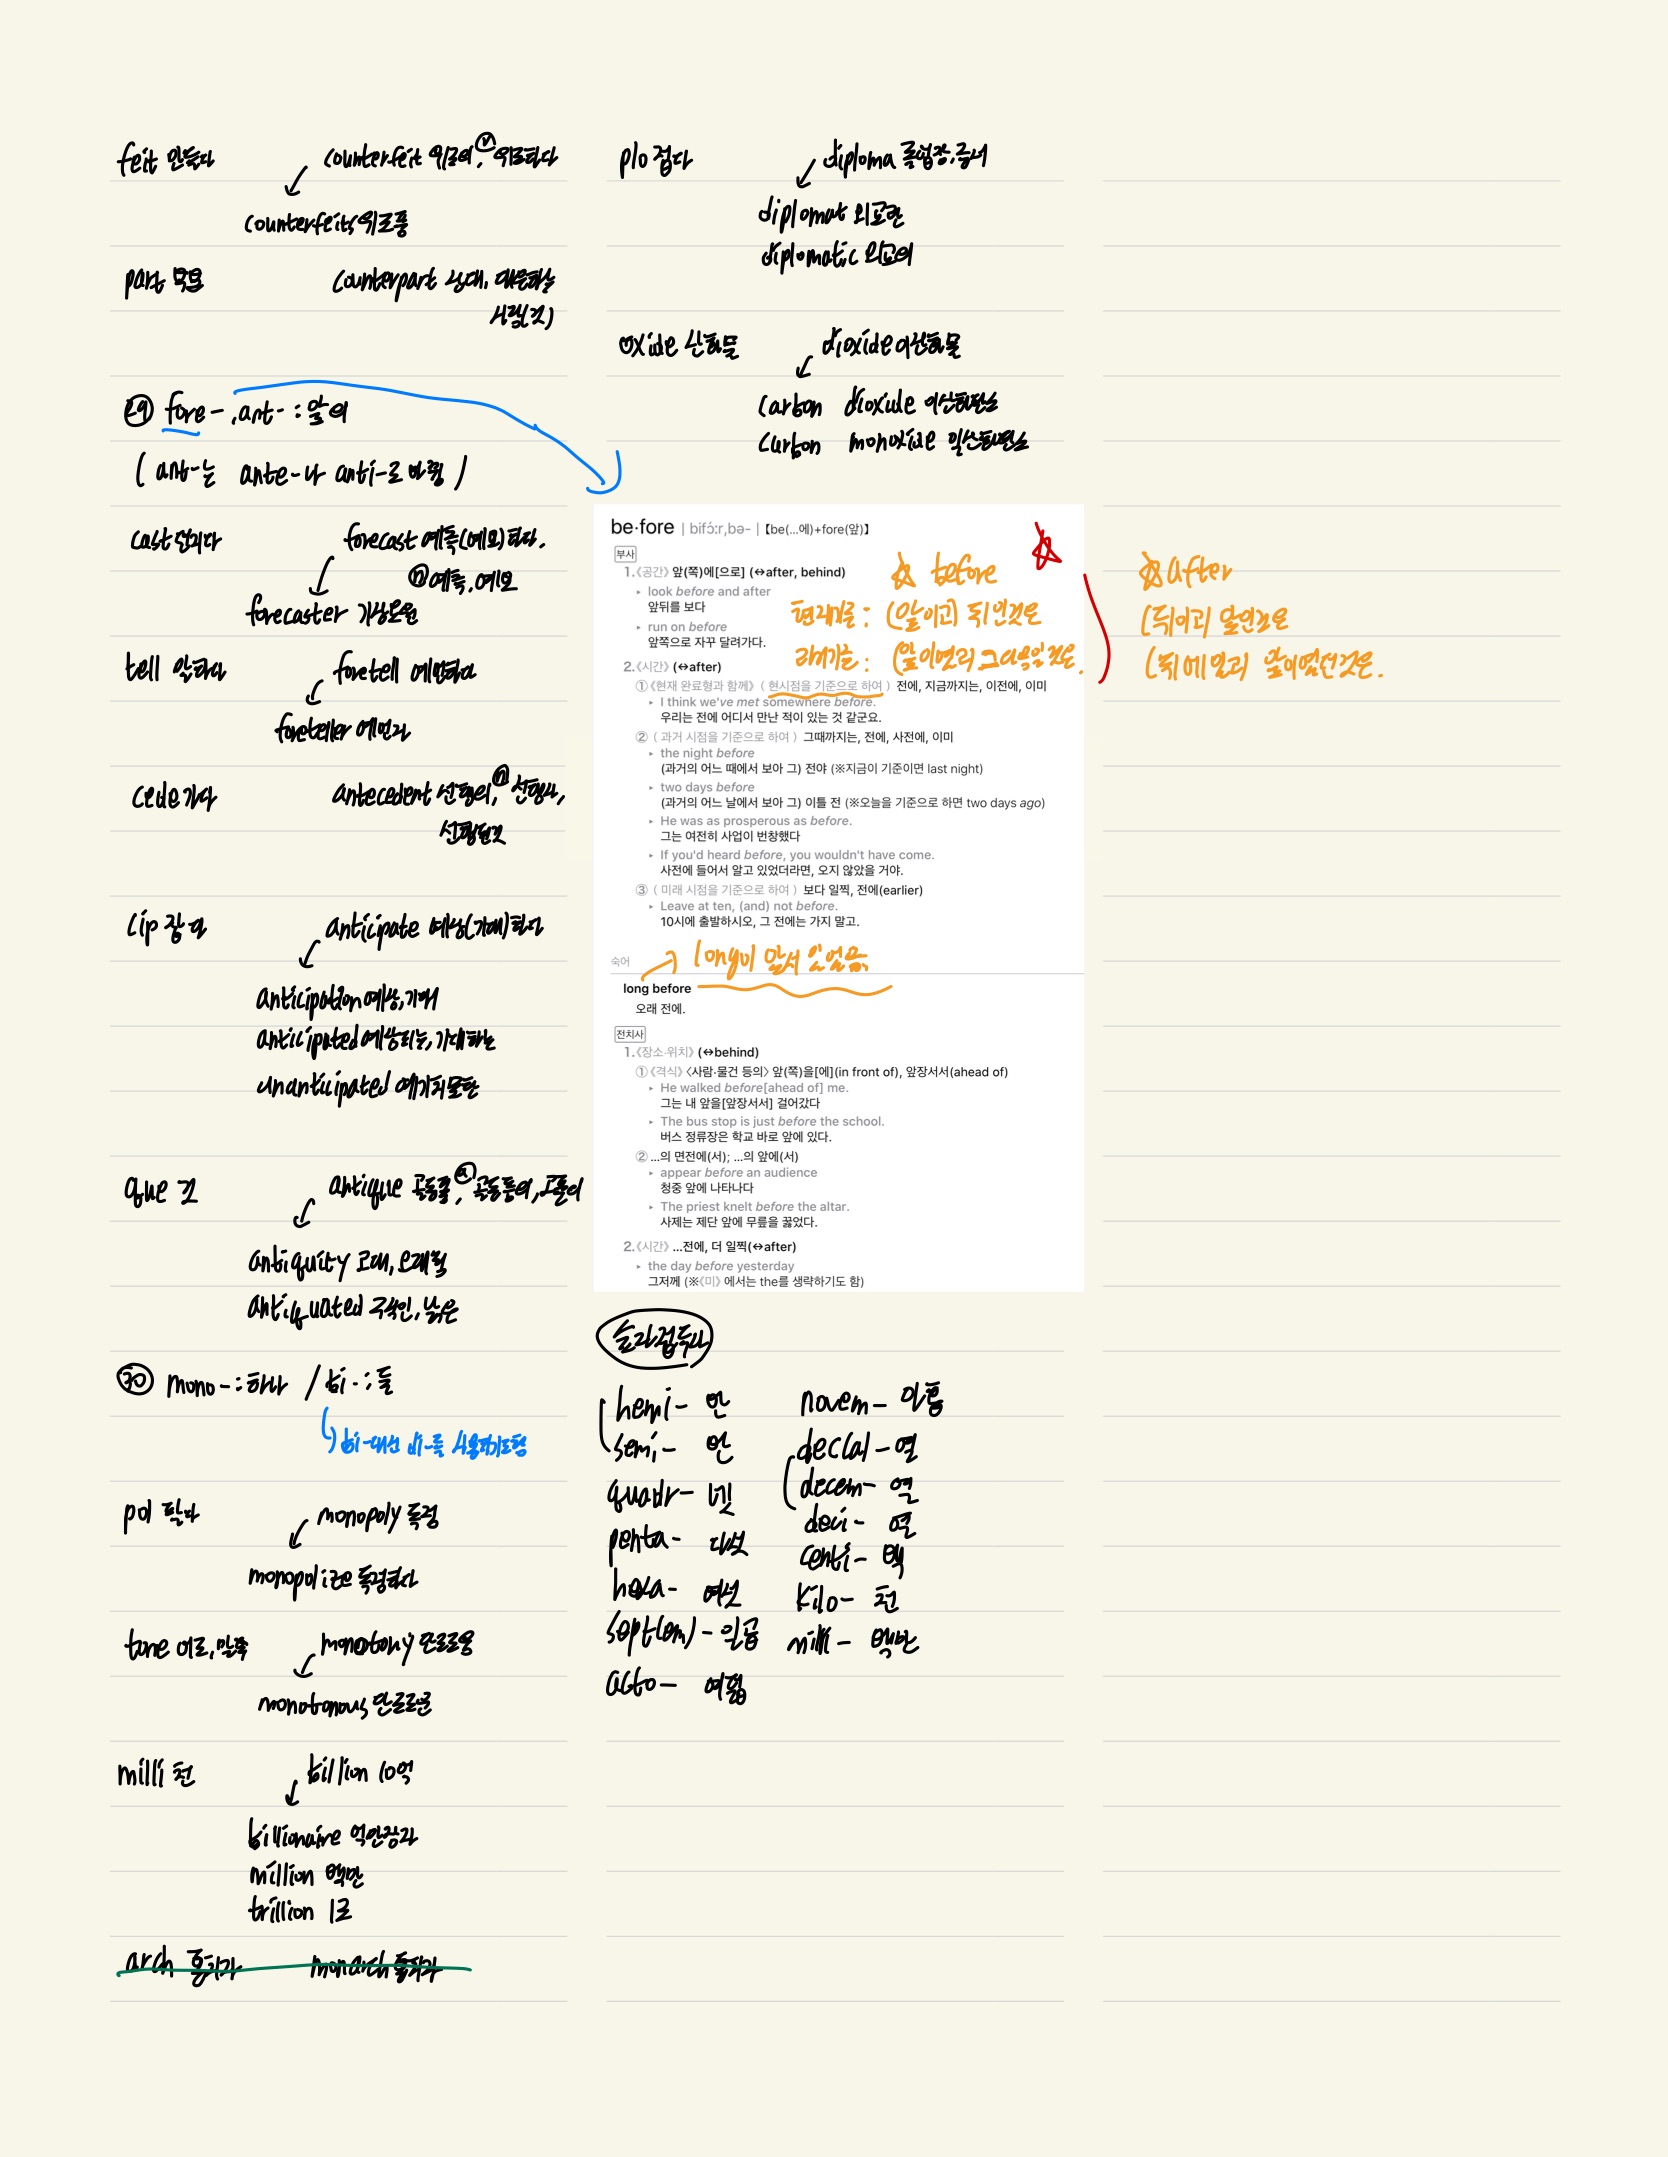 feit 만들다
counterfeit 위조의, ⓥ위조하다
counterfeits 위조품
part 부분
counterpart 상대, 대응하는
사람(것)
㉙ fore-, ant- : 앞의
( ant-는 ante-나 anti-로 바뀜 )
cast 던지다
forecast 예측(예보)하다.
ⓝ예측, 예보
forecaster 기상요원
tell 말하다
foretell 예언하다
foreteller 예언자
cede 가다
antecedent 선행의, ⓝ선행사,
선행된것
cip 잡다
anticipate 예상(기대)하다
anticipation 예상, 기대
anticipated 예상되는, 기대하는
unanticipated 예기치못한
que 것
antique 골동품, ⓐ골동품의, 고풍의
antiquity 고대, 오래됨
antiquated 구식인, 낡은
㉚ mono- : 하나 / bi- : 둘
bi-대신 di-를 사용하기도함
pol 팔다
monopoly 독점
monopolize 독점하다
tone 어조, 말투
monotony 단조로움
monotonous 단조로운
milli 천
billion 10억
billionaire 억만장자
million 백만
trillion 1조
arch 통치자
monarch 통치자
plo 접다
diploma 졸업장, 증서
diplomat 외교관
diplomatic 외교의
oxide 산화물
dioxide 이산화물
carbon dioxide 이산화탄소
carbon monoxide 일산화탄소
be·fore | bifɔ́ːr,bə- | 【be(...에)+fore(앞)】
부사
1.《공간》 앞(쪽)에[으로] (↔after, behind)
▸ look before and after
앞뒤를 보다
▸ run on before
앞쪽으로 자꾸 달려가다.
2.《시간》 (↔after)
①《현재 완료형과 함께》 ( 현시점을 기준으로 하여 ) 전에, 지금까지는, 이전에, 이미
▸ I think we've met somewhere before.
우리는 전에 어디서 만난 적이 있는 것 같군요.
② ( 과거 시점을 기준으로 하여 ) 그때까지는, 전에, 사전에, 이미
▸ the night before
(과거의 어느 때에서 보아 그) 전야 (※지금이 기준이면 last night)
▸ two days before
(과거의 어느 날에서 보아 그) 이틀 전 (※오늘을 기준으로 하면 two days ago)
▸ He was as prosperous as before.
그는 여전히 사업이 번창했다
▸ If you'd heard before, you wouldn't have come.
사전에 들어서 알고 있었더라면, 오지 않았을 거야.
③ ( 미래 시점을 기준으로 하여 ) 보다 일찍, 전에(earlier)
▸ Leave at ten, (and) not before.
10시에 출발하시오, 그 전에는 가지 말고.
숙어
long before
오래 전에.
전치사
1.《장소·위치》 (↔behind)
①《격식》 〈사람·물건 등의〉 앞(쪽)을[에](in front of), 앞장서서(ahead of)
▸ He walked before[ahead of] me.
그는 내 앞을[앞장서서] 걸어갔다
▸ The bus stop is just before the school.
버스 정류장은 학교 바로 앞에 있다.
② ...의 면전에(서); ...의 앞에(서)
▸ appear before an audience
청중 앞에 나타나다
▸ The priest knelt before the altar.
사제는 제단 앞에 무릎을 꿇었다.
2.《시간》 ...전에, 더 일찍(↔after)
▸ the day before yesterday
그저께 (※《미》 에서는 the를 생략하기도 함)
☆ before
(앞이고) 뒤인것은
long이 앞서 있었음
☆ After
(뒤이고) 앞인것은
숫자접두사
hemi- 반
semi- 반
quadr- 넷
penta- 다섯
hexa- 여섯
sept(em)- 일곱
octo- 여덟
novem- 아홉
dec(a)- 열
decem- 열
deci- 열
centi- 백
kilo- 천
milli- 백만